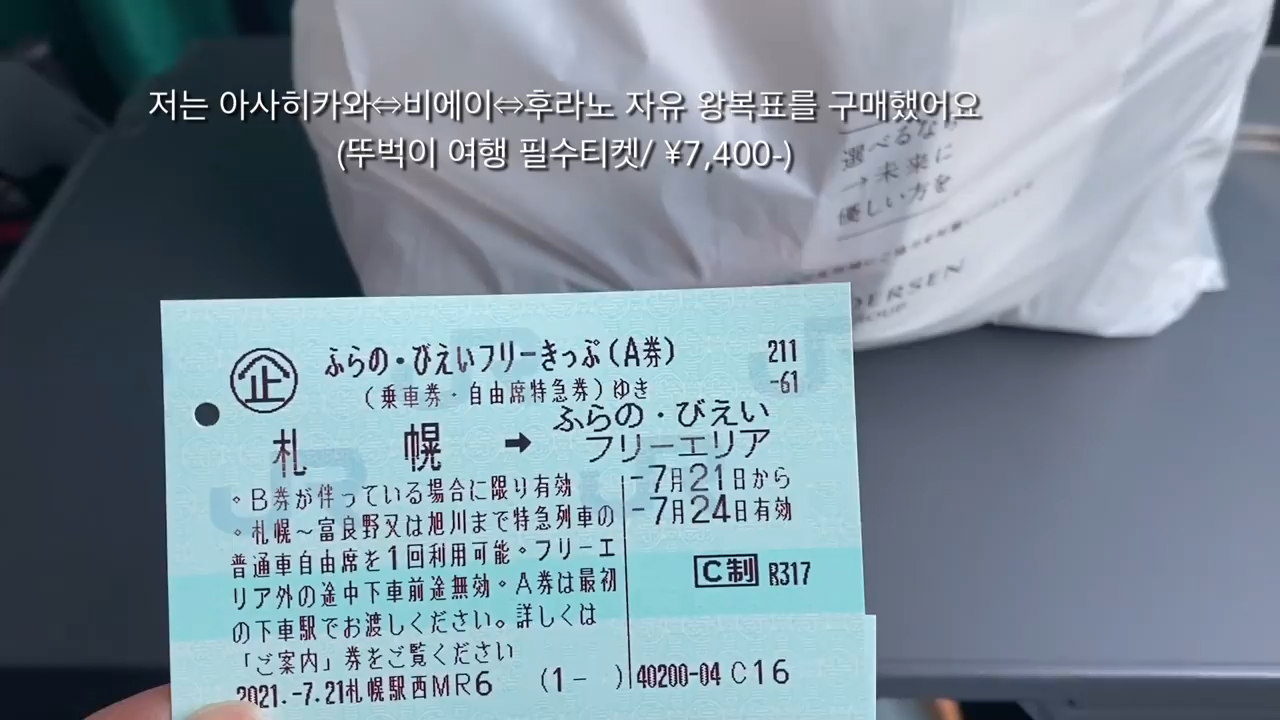 저는 아사히카와⇔비에이⇔후라노 자유 왕복표를 구매했어요
(뚜벅이 여행 필수티켓/ ¥7,400-)
選べるなら
→未来に
優しい方を
DERSEN
企 ふらの・びえいフリーきっぷ(A券) 211
(乗車券・自由席特急券)ゆき -61
札 幌 → ふらの・びえい
フリーエリア
-7月21日から
-7月24日有効
。B券が伴っている場合に限り有効
。札幌～富良野又は旭川まで特急列車の
普通車自由席を1回利用可能。フリーエ
リア外の途中下車前途無効。A券は最初
の下車駅でお渡しください。詳しくは
「ご案内」券をご覧ください
C制 R317
2021.-7.21札幌駅西MR6 (1- ) 40200-04 C16